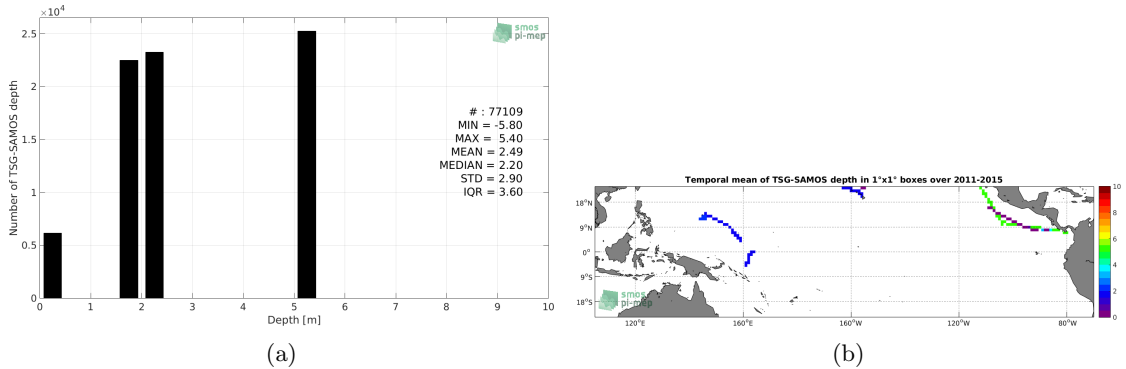 ×10⁴
2.5
2
1.5
1
0.5
0
0 1 2 3 4 5 6 7 8 9 10
Number of TSG-SAMOS depth
Depth [m]
smos
pi-mep
# : 77109
MIN = -5.80
MAX = 5.40
MEAN = 2.49
MEDIAN = 2.20
STD = 2.90
IQR = 3.60
(a)
Temporal mean of TSG-SAMOS depth in 1°x1° boxes over 2011-2015
18°N
9°N
0°
9°S
18°S
120°E 160°E 160°W 120°W 80°W
smos
pi-mep
10
8
6
4
2
0
(b)